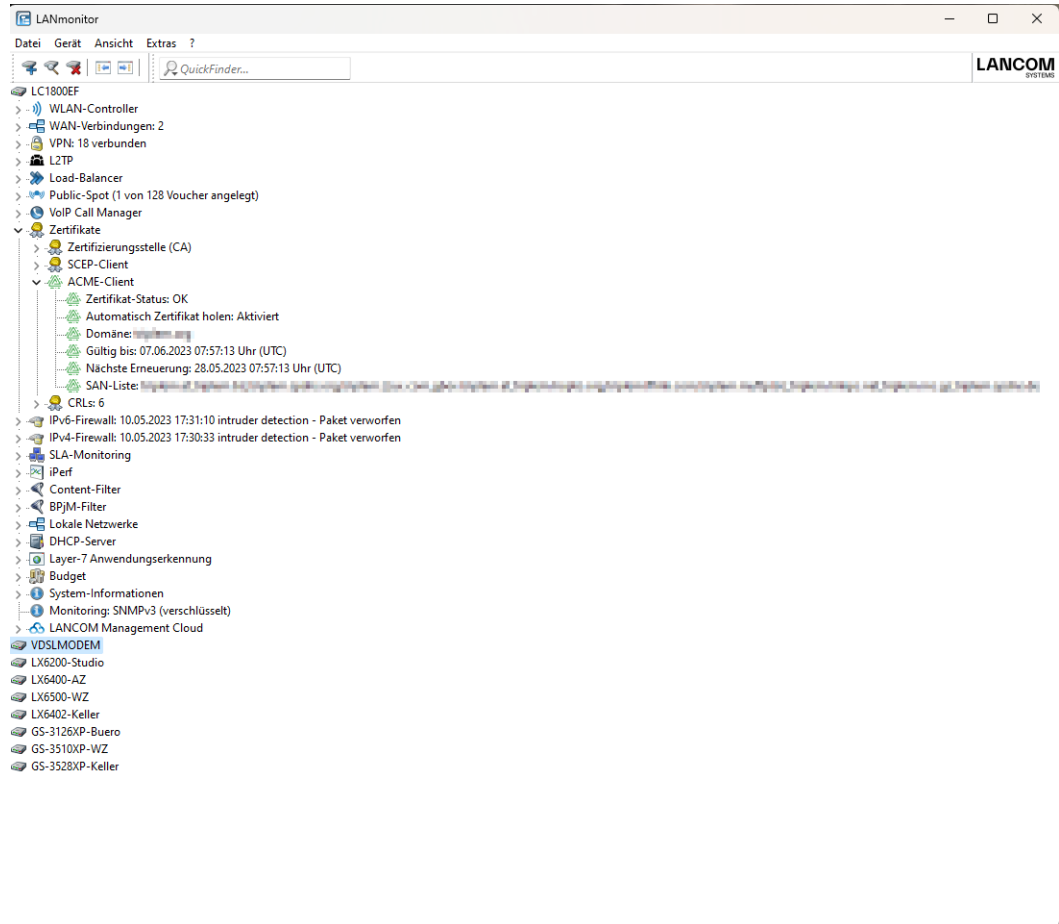 LANmonitor
Datei Gerät Ansicht Extras ?
QuickFinder...
LANCOM
SYSTEMS
LC1800EF
WLAN-Controller
WAN-Verbindungen: 2
VPN: 18 verbunden
L2TP
Load-Balancer
Public-Spot (1 von 128 Voucher angelegt)
VoIP Call Manager
Zertifikate
Zertifizierungsstelle (CA)
SCEP-Client
ACME-Client
Zertifikat-Status: OK
Automatisch Zertifikat holen: Aktiviert
Domäne:
Gültig bis: 07.06.2023 07:57:13 Uhr (UTC)
Nächste Erneuerung: 28.05.2023 07:57:13 Uhr (UTC)
SAN-Liste:
CRLs: 6
IPv6-Firewall: 10.05.2023 17:31:10 intruder detection - Paket verworfen
IPv4-Firewall: 10.05.2023 17:30:33 intruder detection - Paket verworfen
SLA-Monitoring
iPerf
Content-Filter
BPjM-Filter
Lokale Netzwerke
DHCP-Server
Layer-7 Anwendungserkennung
Budget
System-Informationen
Monitoring: SNMPv3 (verschlüsselt)
LANCOM Management Cloud
VDSLMODEM
LX6200-Studio
LX6400-AZ
LX6500-WZ
LX6402-Keller
GS-3126XP-Buero
GS-3510XP-WZ
GS-3528XP-Keller